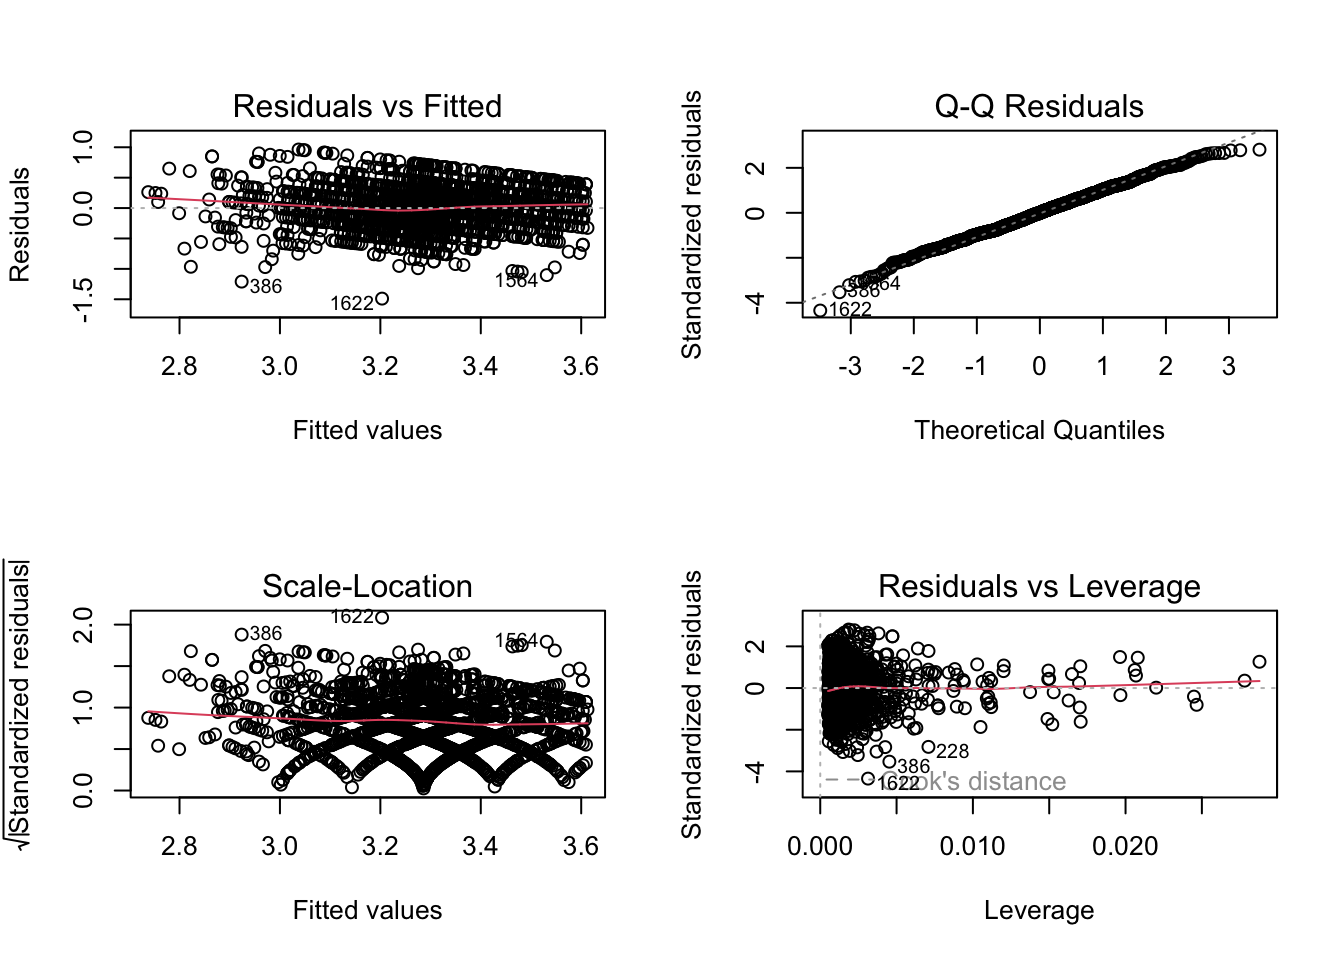 Residuals vs Fitted
Residuals
1.0
0.0
-1.5
386
1622
1564
2.8 3.0 3.2 3.4 3.6
Fitted values
Q-Q Residuals
Standardized residuals
2
0
-4
386
1622
-3 -2 -1 0 1 2 3
Theoretical Quantiles
Scale-Location
√|Standardized residuals|
2.0
1.0
0.0
1622
386
1564
2.8 3.0 3.2 3.4 3.6
Fitted values
Residuals vs Leverage
Standardized residuals
2
0
-4
228
386
1622
Cook's distance
0.000 0.010 0.020
Leverage